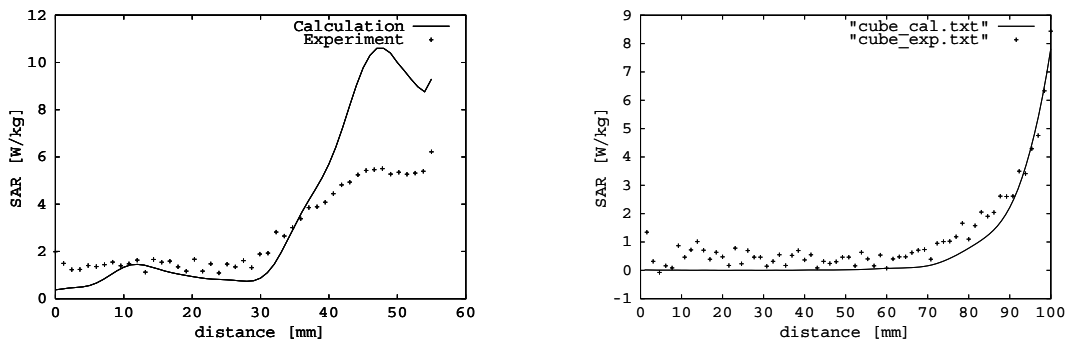 12
10
8
6
4
2
0
SAR [W/kg]
Calculation
Experiment
0 10 20 30 40 50 60
distance [mm]
9
8
7
6
5
4
3
2
1
0
-1
SAR [W/kg]
"cube_cal.txt"
"cube_exp.txt"
0 10 20 30 40 50 60 70 80 90 100
distance [mm]